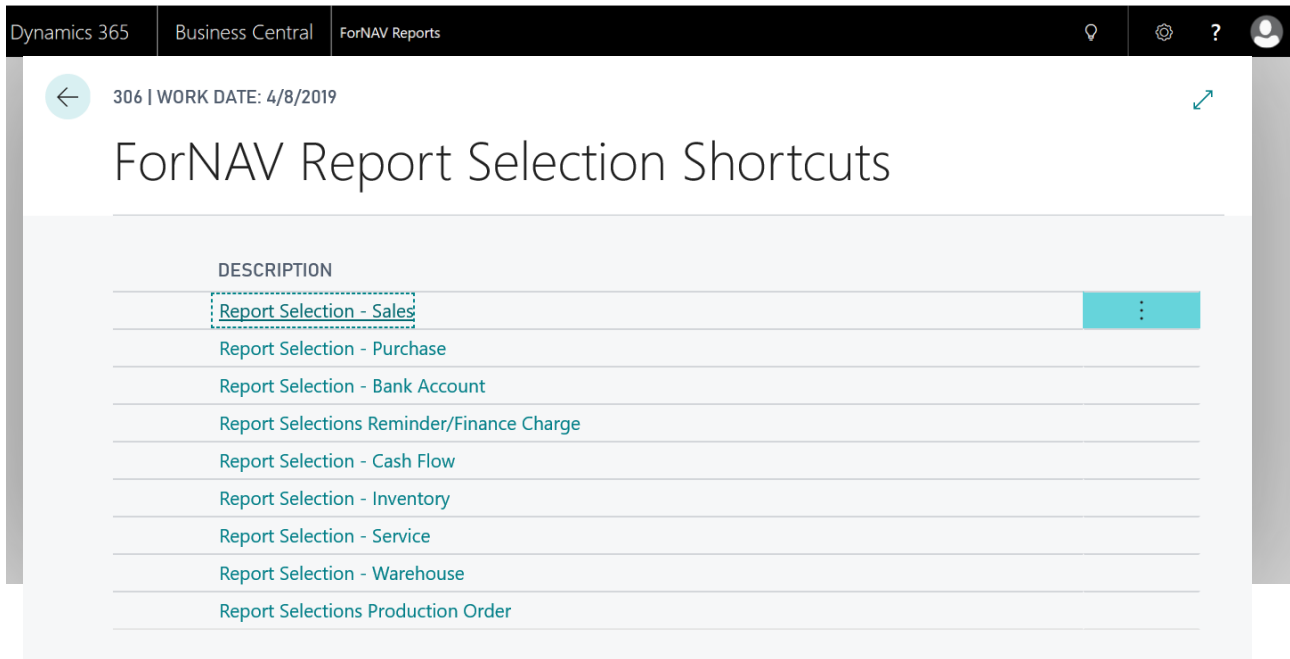 Dynamics 365 Business Central ForNAV Reports ?
306 | WORK DATE: 4/8/2019
ForNAV Report Selection Shortcuts
DESCRIPTION
Report Selection - Sales
Report Selection - Purchase
Report Selection - Bank Account
Report Selections Reminder/Finance Charge
Report Selection - Cash Flow
Report Selection - Inventory
Report Selection - Service
Report Selection - Warehouse
Report Selections Production Order